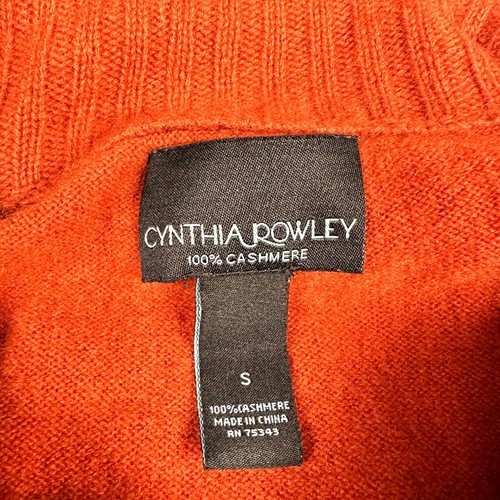 CYNTHIA ROWLEY
100% CASHMERE
S
100%CASHMERE
MADE IN CHINA
RN 75343